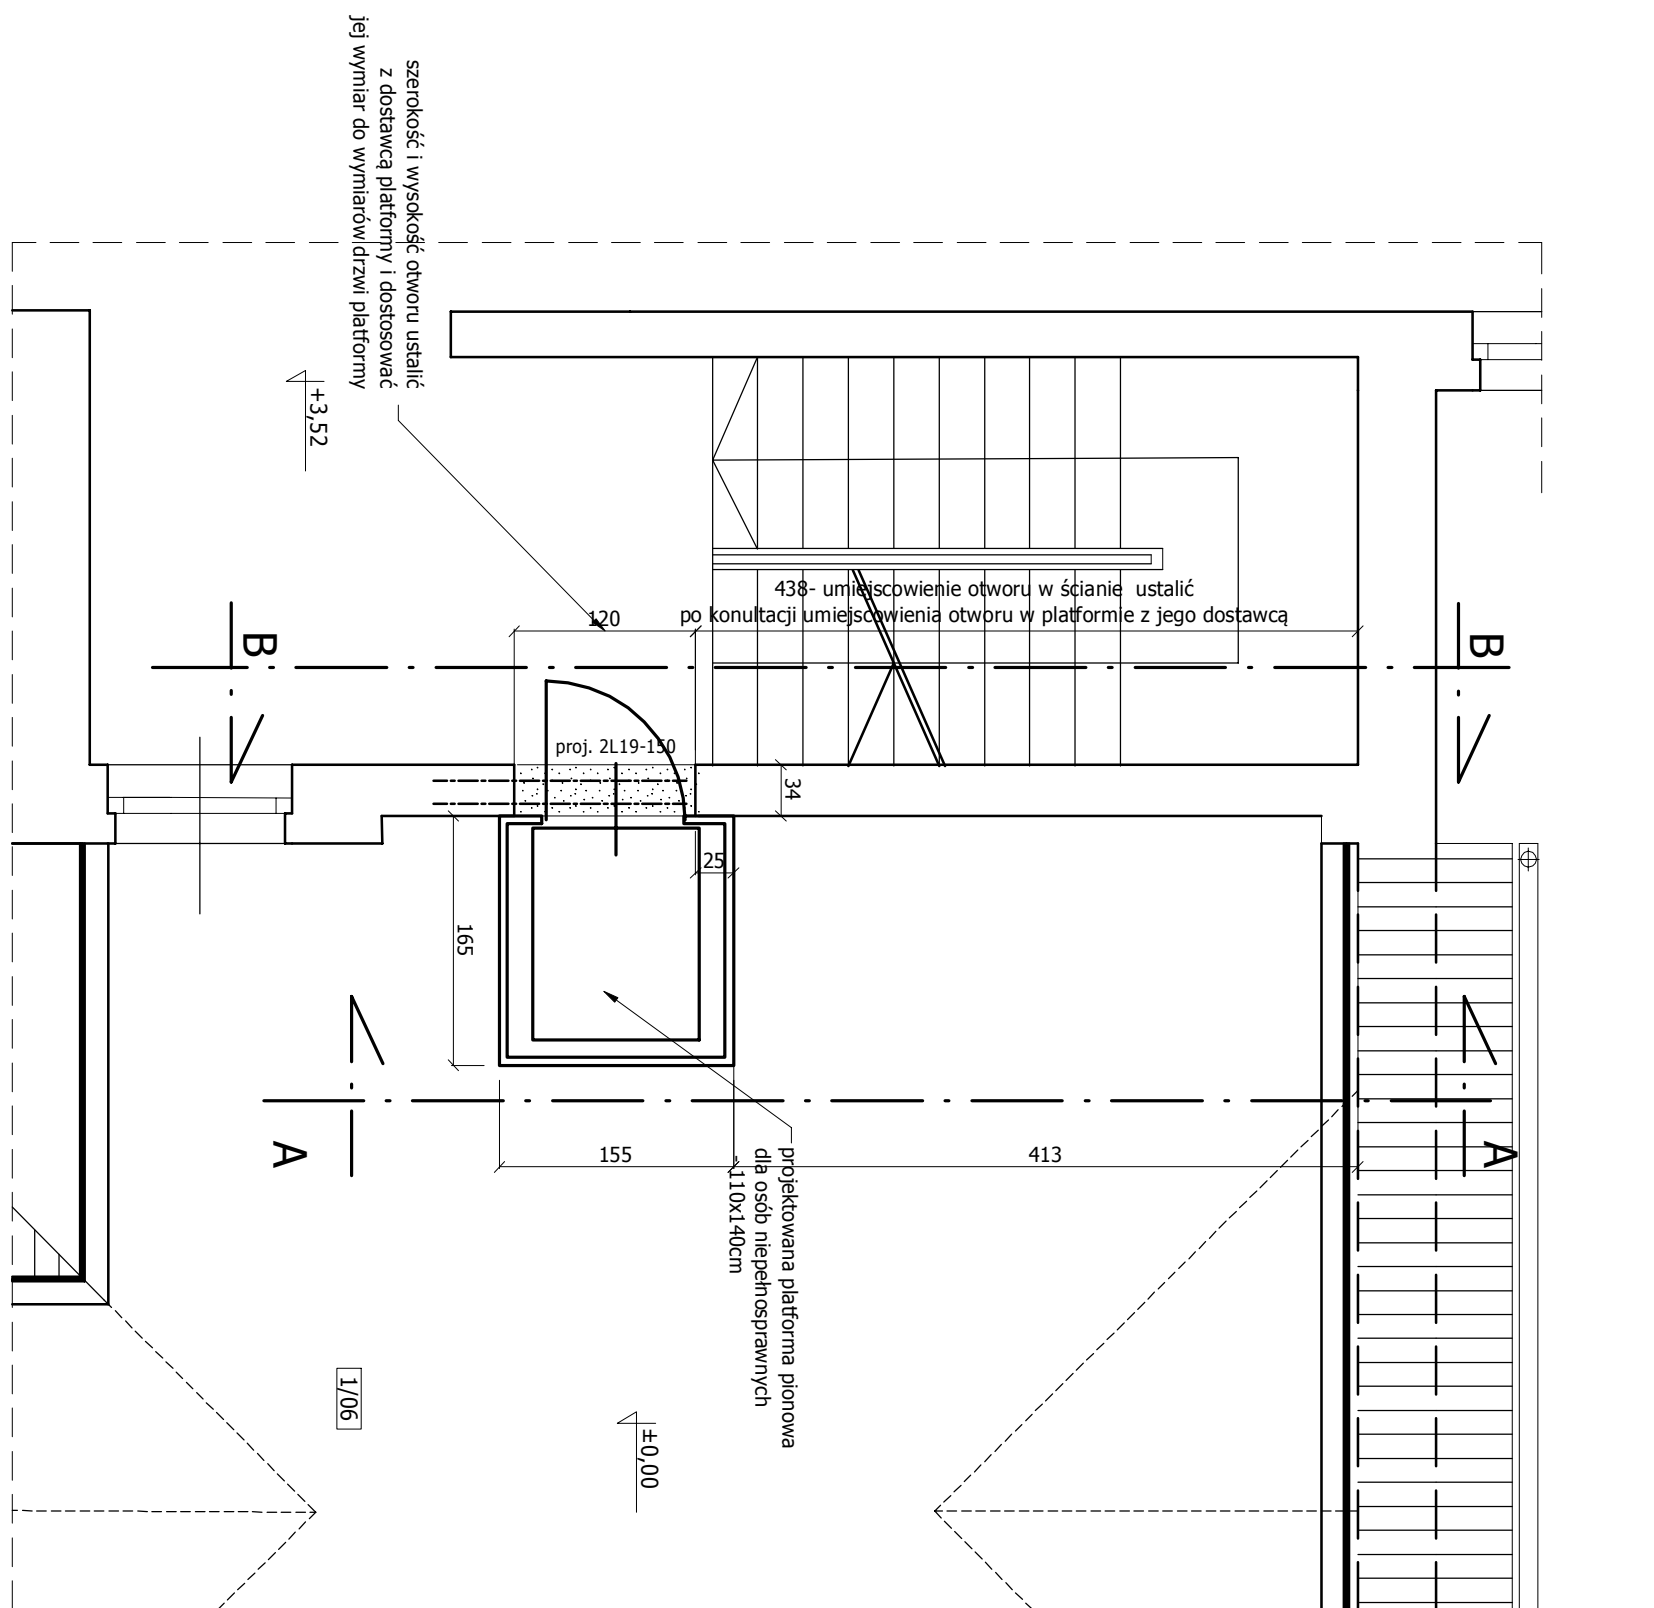 szerokość i wysokość otworu ustalić
z dostawcą platformy i dostosować
jej wymiar do wymiarów drzwi platformy
+3,52
438- umiejscowienie otworu w ścianie ustalić
po konultacji umiejscowienia otworu w platformie z jego dostawcą
120
B
B
proj. 2L19-150
34
25
165
A
A
155
413
projektowana platforma pionowa
dla osób niepełnosprawnych
- 110x140cm
1/06
±0,00